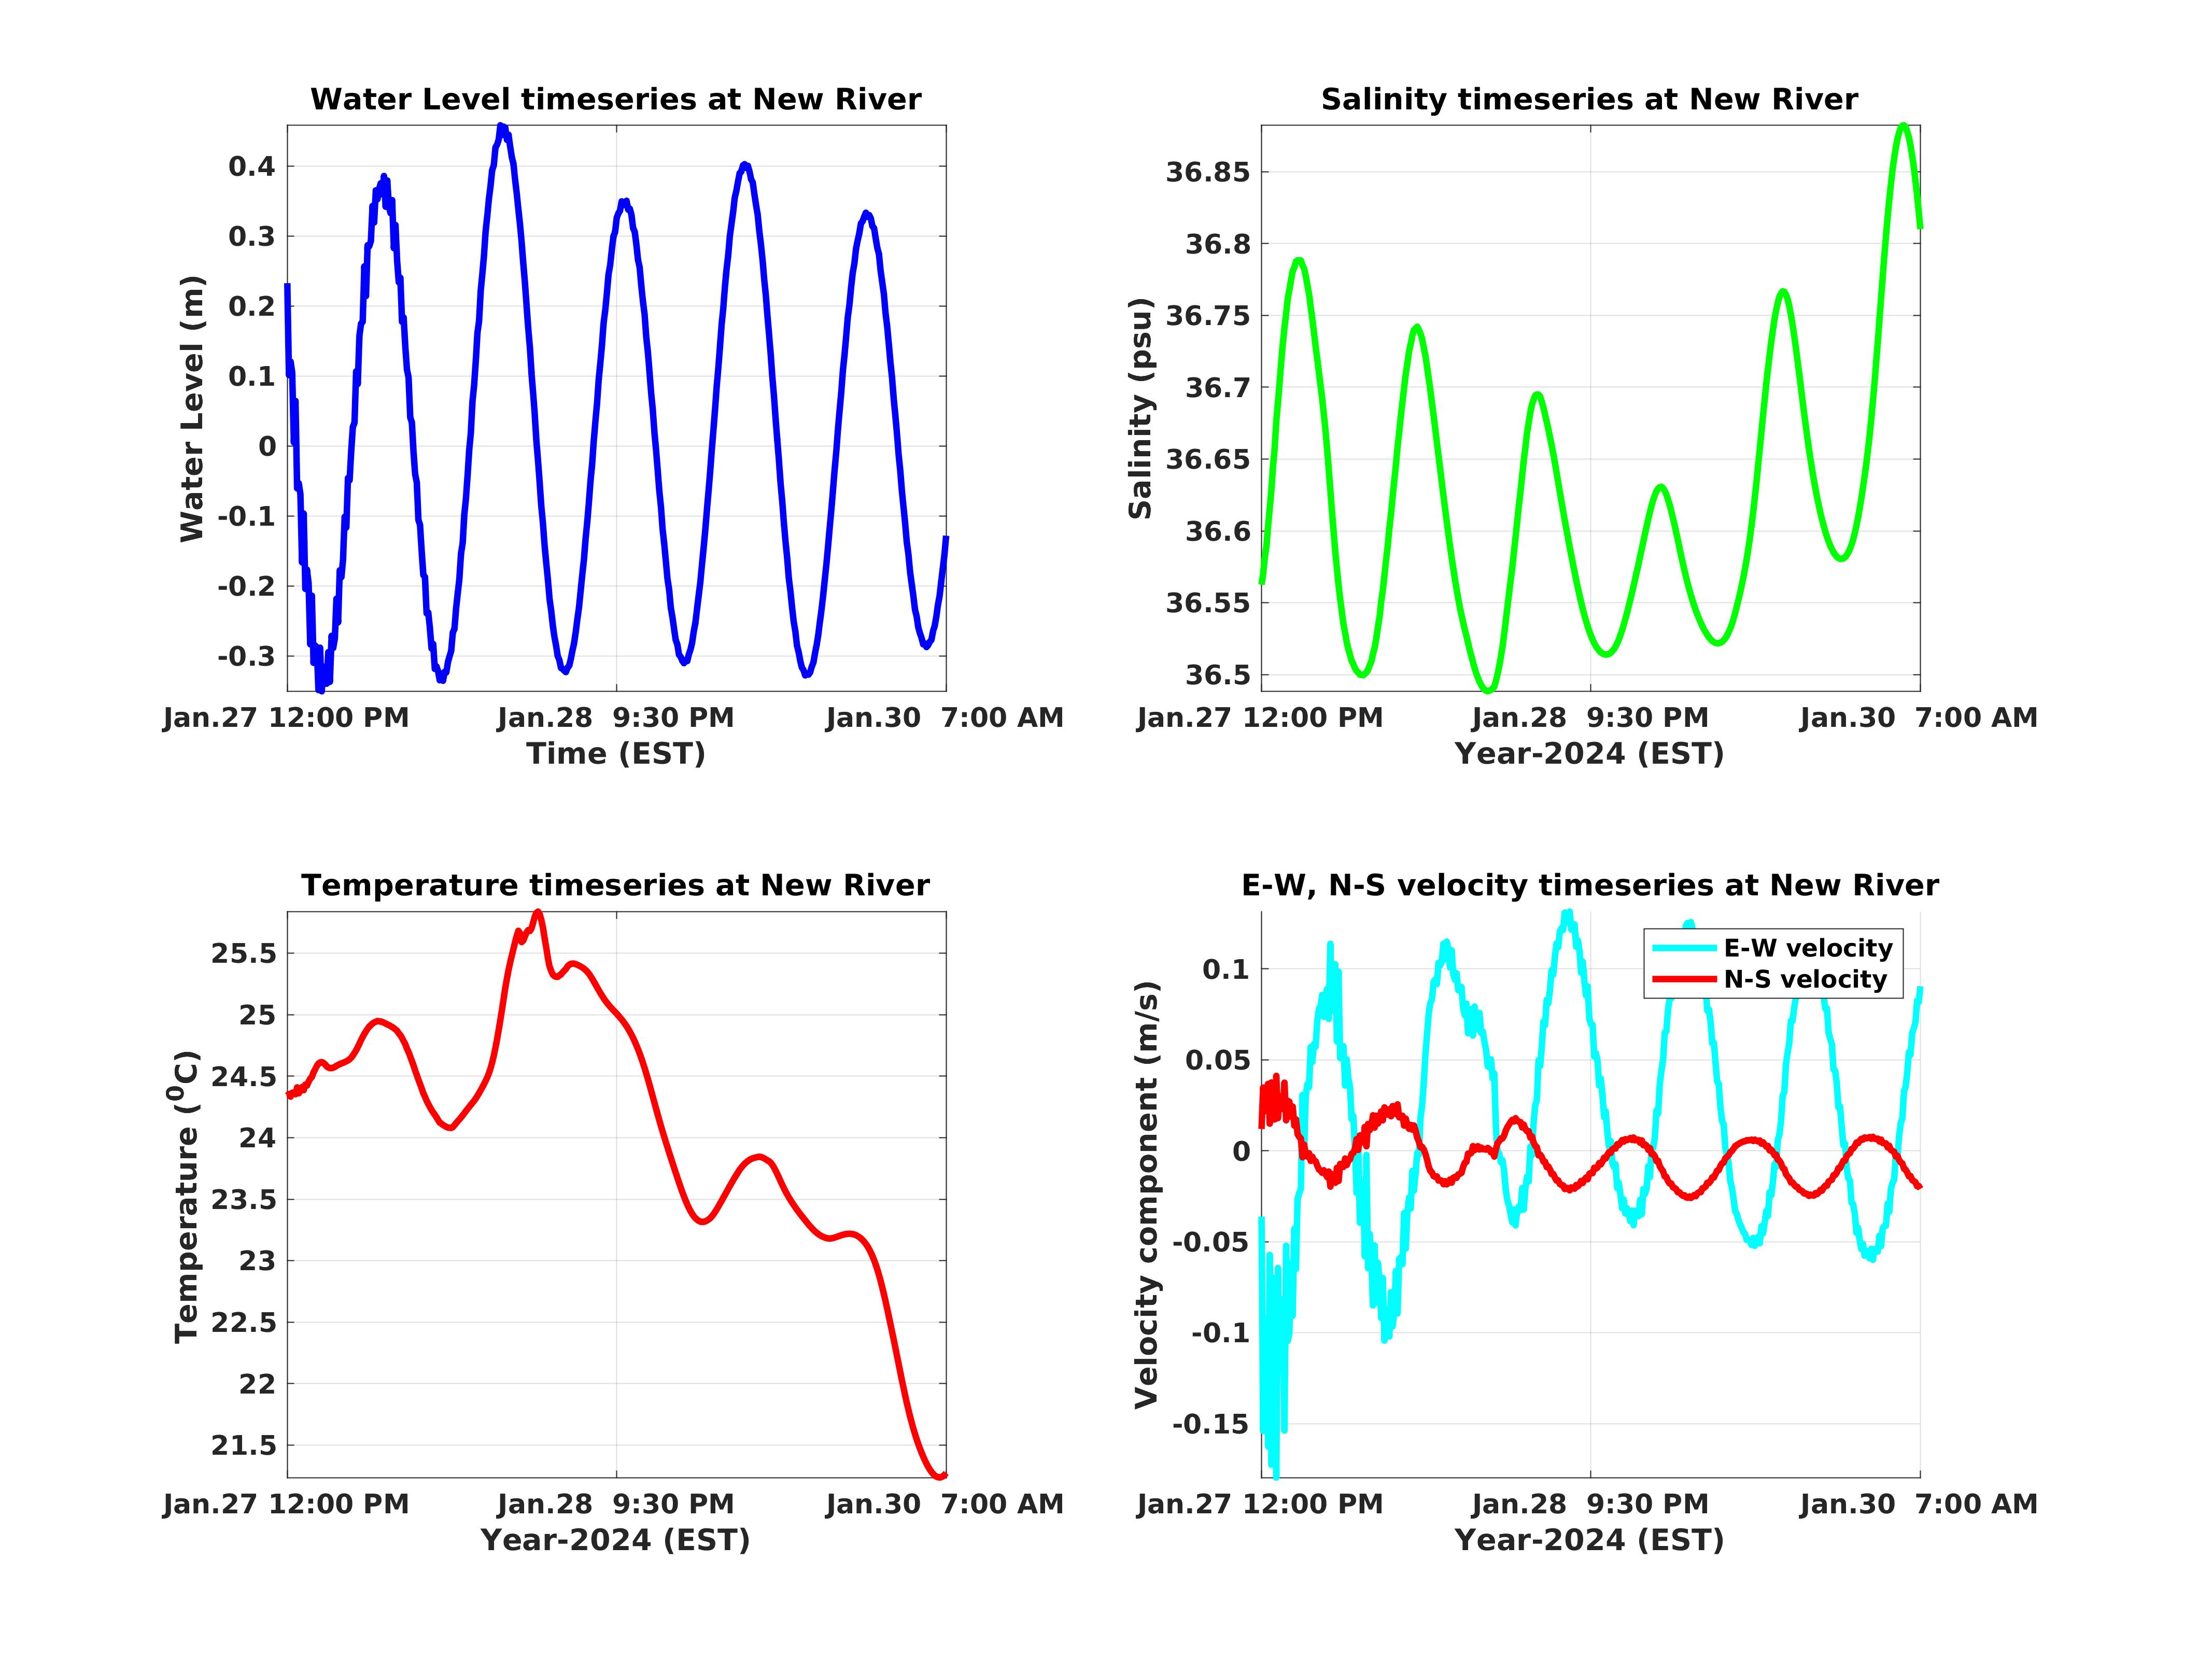 Water Level timeseries at New River
Water Level (m)
0.4
0.3
0.2
0.1
0
-0.1
-0.2
-0.3
Jan.27 12:00 PM Jan.28 9:30 PM Jan.30 7:00 AM
Time (EST)
Salinity timeseries at New River
Salinity (psu)
36.85
36.8
36.75
36.7
36.65
36.6
36.55
36.5
Jan.27 12:00 PM Jan.28 9:30 PM Jan.30 7:00 AM
Year-2024 (EST)
Temperature timeseries at New River
Temperature (⁰C)
25.5
25
24.5
24
23.5
23
22.5
22
21.5
Jan.27 12:00 PM Jan.28 9:30 PM Jan.30 7:00 AM
Year-2024 (EST)
E-W, N-S velocity timeseries at New River
Velocity component (m/s)
E-W velocity
N-S velocity
0.1
0.05
0
-0.05
-0.1
-0.15
Jan.27 12:00 PM Jan.28 9:30 PM Jan.30 7:00 AM
Year-2024 (EST)